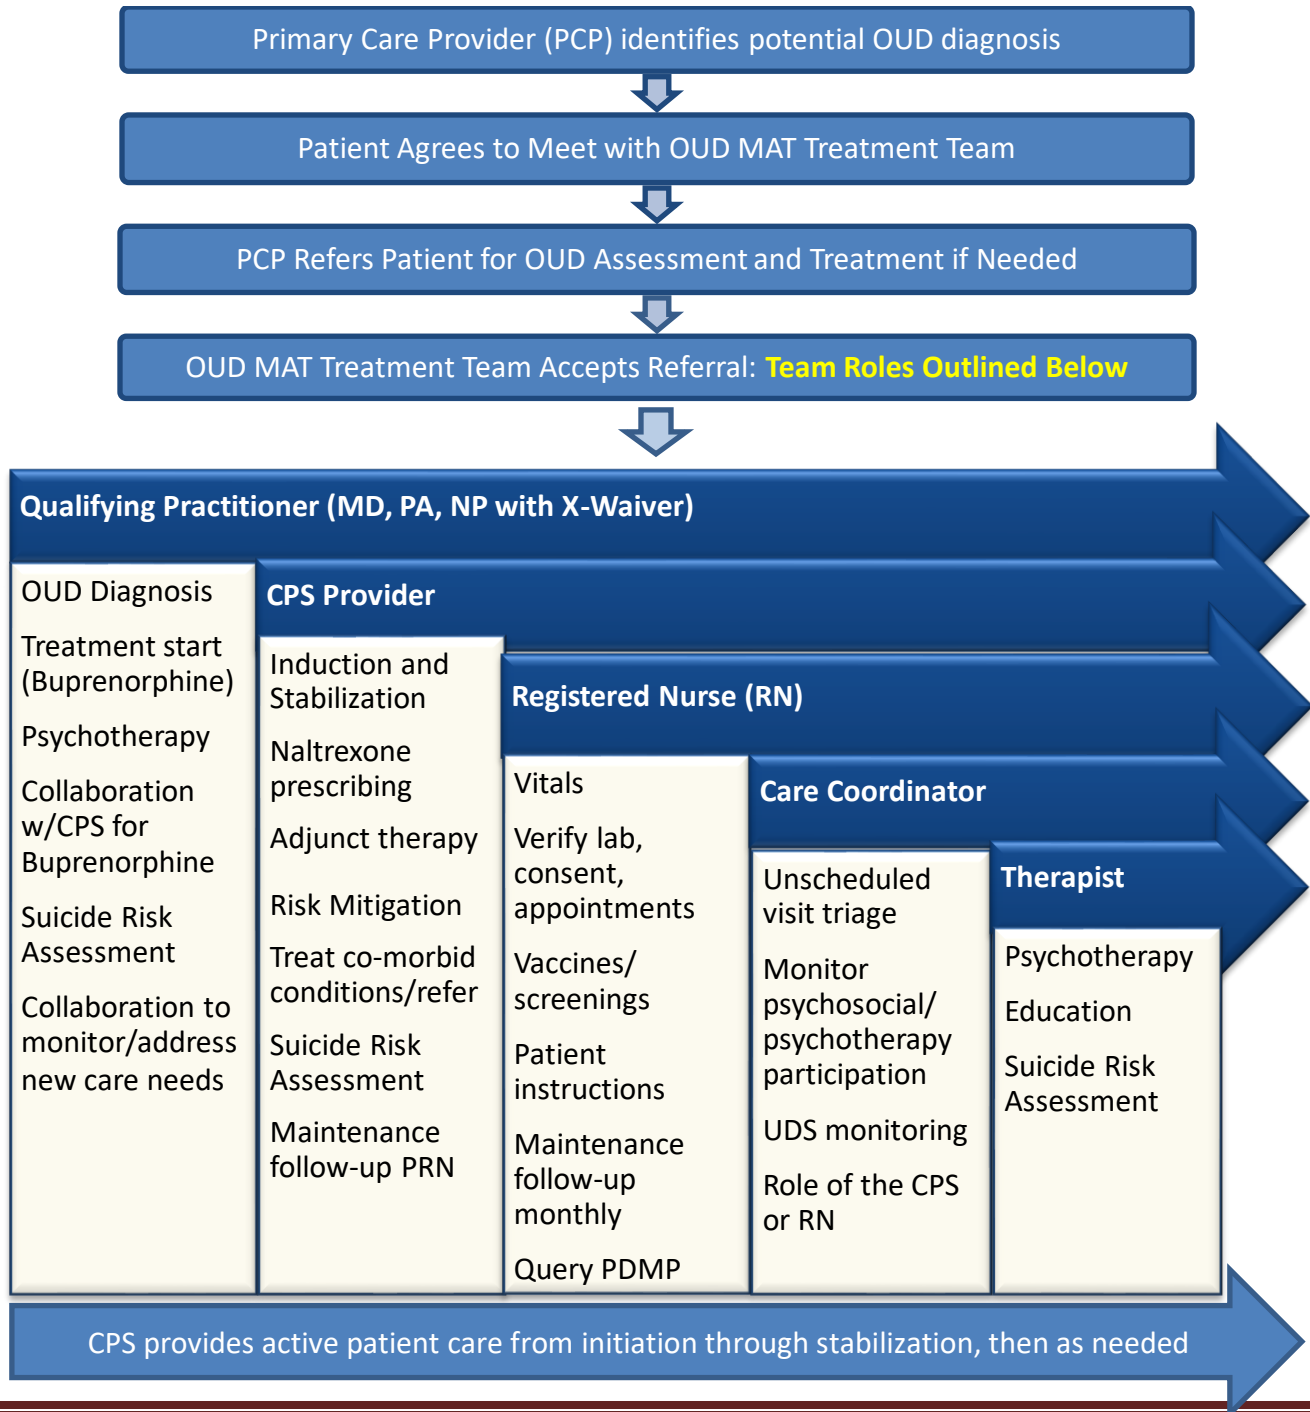 Primary Care Provider (PCP) identifies potential OUD diagnosis
Patient Agrees to Meet with OUD MAT Treatment Team
PCP Refers Patient for OUD Assessment and Treatment if Needed
OUD MAT Treatment Team Accepts Referral: Team Roles Outlined Below
Qualifying Practitioner (MD, PA, NP with X-Waiver)
OUD Diagnosis
Treatment start
(Buprenorphine)
Psychotherapy
Collaboration
w/CPS for
Buprenorphine
Suicide Risk
Assessment
Collaboration to
monitor/address
new care needs
CPS Provider
Induction and
Stabilization
Naltrexone
prescribing
Adjunct therapy
Risk Mitigation
Treat co-morbid
conditions/refer
Suicide Risk
Assessment
Maintenance
follow-up PRN
Registered Nurse (RN)
Vitals
Verify lab,
consent,
appointments
Vaccines/
screenings
Patient
instructions
Maintenance
follow-up
monthly
Query PDMP
Care Coordinator
Unscheduled
visit triage
Monitor
psychosocial/
psychotherapy
participation
UDS monitoring
Role of the CPS
or RN
Therapist
Psychotherapy
Education
Suicide Risk
Assessment
CPS provides active patient care from initiation through stabilization, then as needed